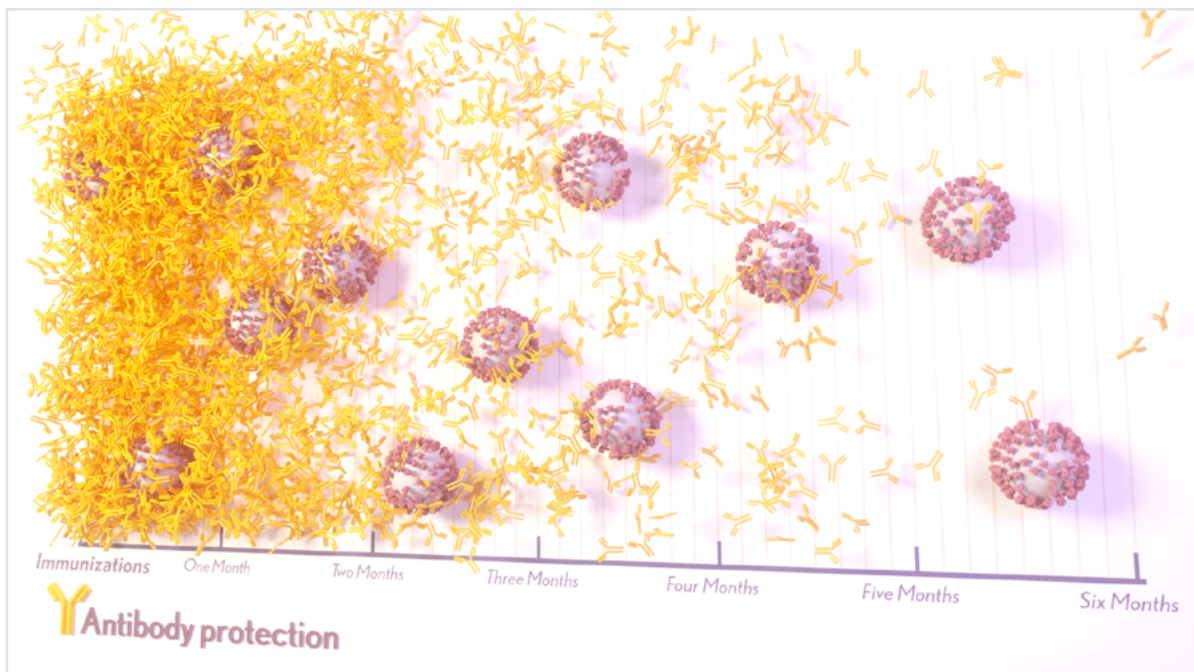 Immunizations
One Month
Two Months
Three Months
Four Months
Five Months
Six Months
Antibody protection